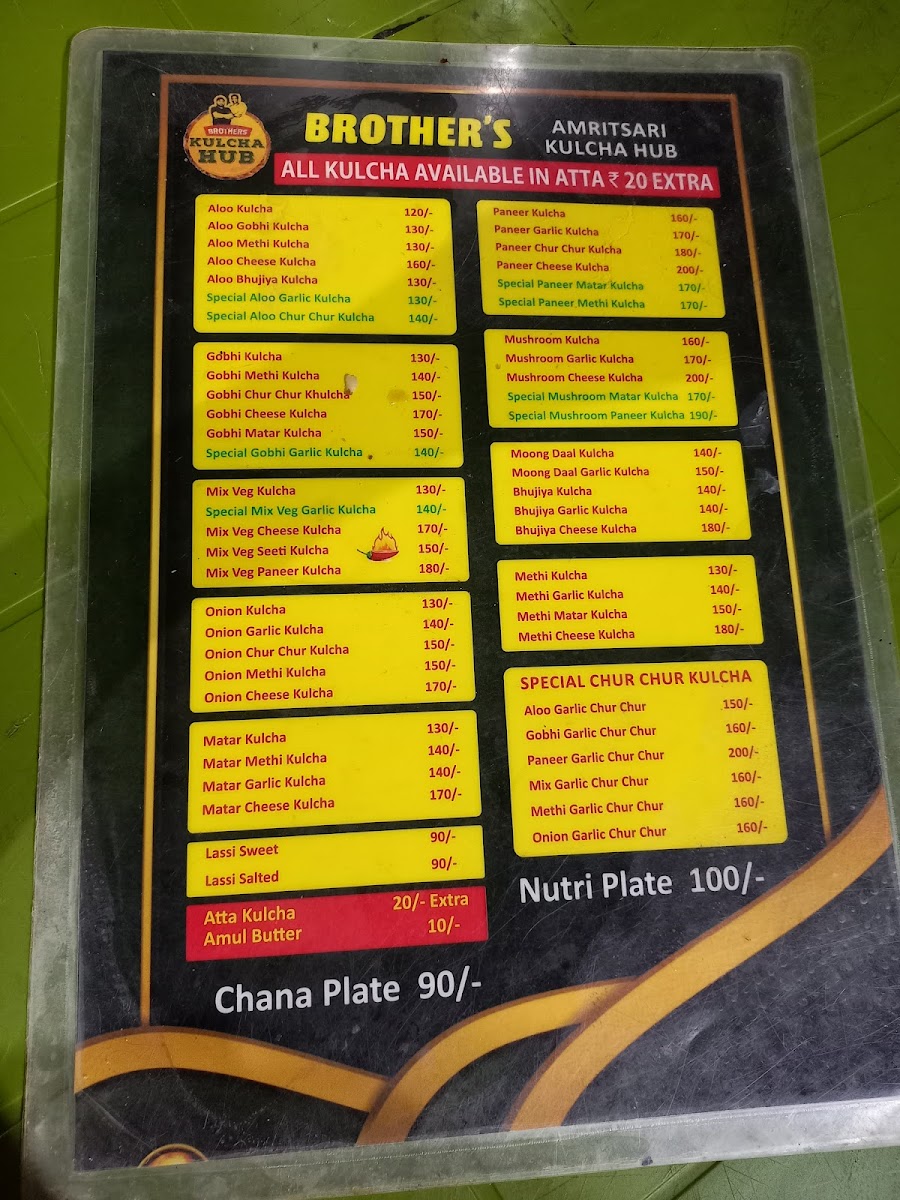 BROTHERS
KULCHA
HUB
BROTHER'S
AMRITSARI
KULCHA HUB
ALL KULCHA AVAILABLE IN ATTA ₹ 20 EXTRA
Aloo Kulcha 120/-
Aloo Gobhi Kulcha 130/-
Aloo Methi Kulcha 130/-
Aloo Cheese Kulcha 160/-
Aloo Bhujiya Kulcha 130/-
Special Aloo Garlic Kulcha 130/-
Special Aloo Chur Chur Kulcha 140/-
Gobhi Kulcha 130/-
Gobhi Methi Kulcha 140/-
Gobhi Chur Chur Khulcha 150/-
Gobhi Cheese Kulcha 170/-
Gobhi Matar Kulcha 150/-
Special Gobhi Garlic Kulcha 140/-
Mix Veg Kulcha 130/-
Special Mix Veg Garlic Kulcha 140/-
Mix Veg Cheese Kulcha 170/-
Mix Veg Seeti Kulcha 150/-
Mix Veg Paneer Kulcha 180/-
Onion Kulcha 130/-
Onion Garlic Kulcha 140/-
Onion Chur Chur Kulcha 150/-
Onion Methi Kulcha 150/-
Onion Cheese Kulcha 170/-
Matar Kulcha 130/-
Matar Methi Kulcha 140/-
Matar Garlic Kulcha 140/-
Matar Cheese Kulcha 170/-
Lassi Sweet 90/-
Lassi Salted 90/-
Atta Kulcha 20/- Extra
Amul Butter 10/-
Chana Plate 90/-
Paneer Kulcha 160/-
Paneer Garlic Kulcha 170/-
Paneer Chur Chur Kulcha 180/-
Paneer Cheese Kulcha 200/-
Special Paneer Matar Kulcha 170/-
Special Paneer Methi Kulcha 170/-
Mushroom Kulcha 160/-
Mushroom Garlic Kulcha 170/-
Mushroom Cheese Kulcha 200/-
Special Mushroom Matar Kulcha 170/-
Special Mushroom Paneer Kulcha 190/-
Moong Daal Kulcha 140/-
Moong Daal Garlic Kulcha 150/-
Bhujiya Kulcha 140/-
Bhujiya Garlic Kulcha 140/-
Bhujiya Cheese Kulcha 180/-
Methi Kulcha 130/-
Methi Garlic Kulcha 140/-
Methi Matar Kulcha 150/-
Methi Cheese Kulcha 180/-
SPECIAL CHUR CHUR KULCHA
Aloo Garlic Chur Chur 150/-
Gobhi Garlic Chur Chur 160/-
Paneer Garlic Chur Chur 200/-
Mix Garlic Chur Chur 160/-
Methi Garlic Chur Chur 160/-
Onion Garlic Chur Chur 160/-
Nutri Plate 100/-